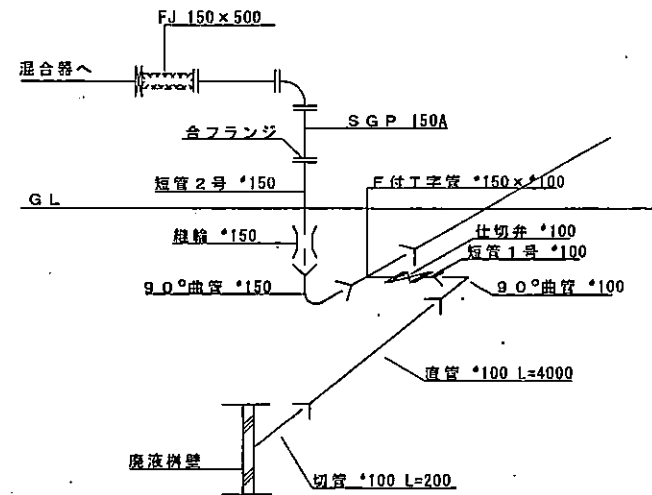 FJ 150×500
混合器へ
SGP 150A
合フランジ
短管2号 φ150
F付T字管 φ150×φ100
GL
仕切弁 φ100
継輪 φ150
短管1号 φ100
90°曲管 φ150
90°曲管 φ100
直管 φ100 L=4000
廃液桝壁
切管 φ100 L=200